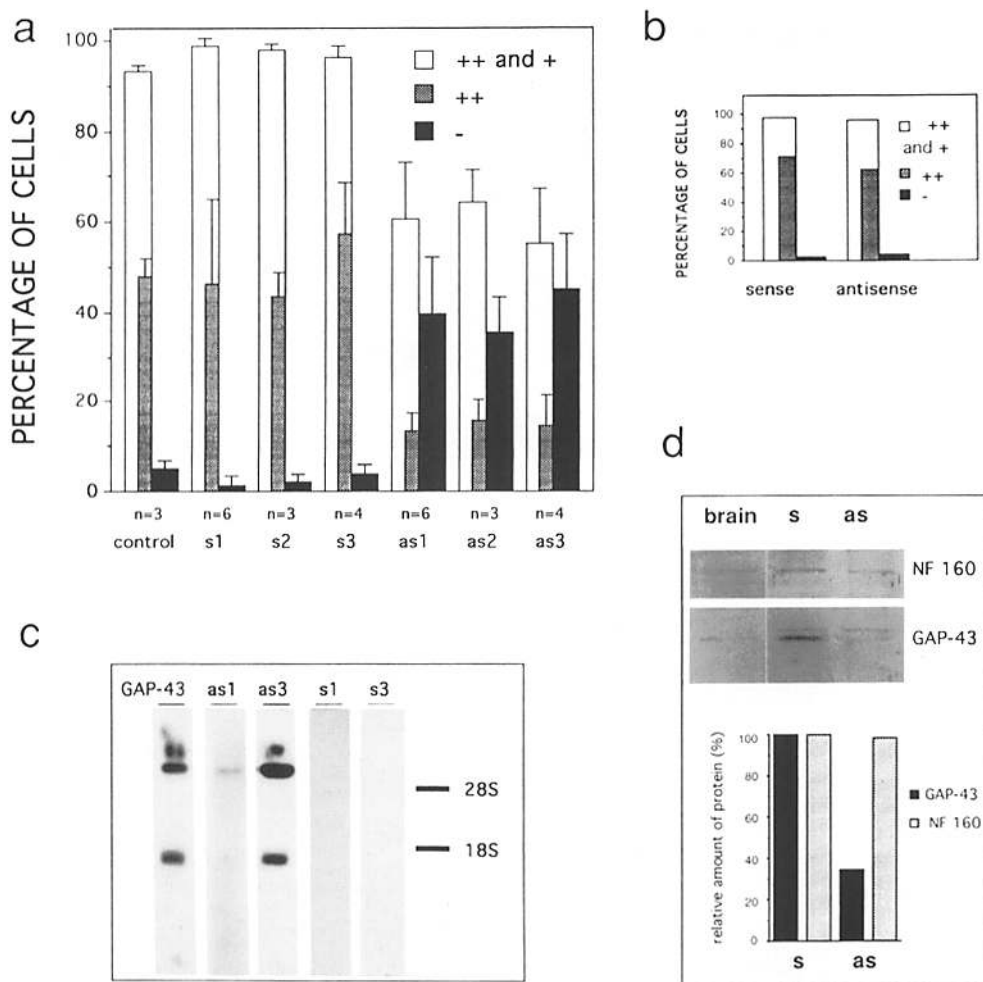 a
100
80
60
40
20
0
PERCENTAGE OF CELLS
++ and +
++
-
n=3 n=6 n=3 n=4 n=6 n=3 n=4
control s1 s2 s3 as1 as2 as3
b
100
80
60
40
20
0
PERCENTAGE OF CELLS
++
and +
++
-
sense antisense
c
GAP-43 as1 as3 s1 s3
28S
18S
d
brain s as
NF 160
GAP-43
relative amount of protein (%)
100
80
60
40
20
0
GAP-43
NF 160
s as